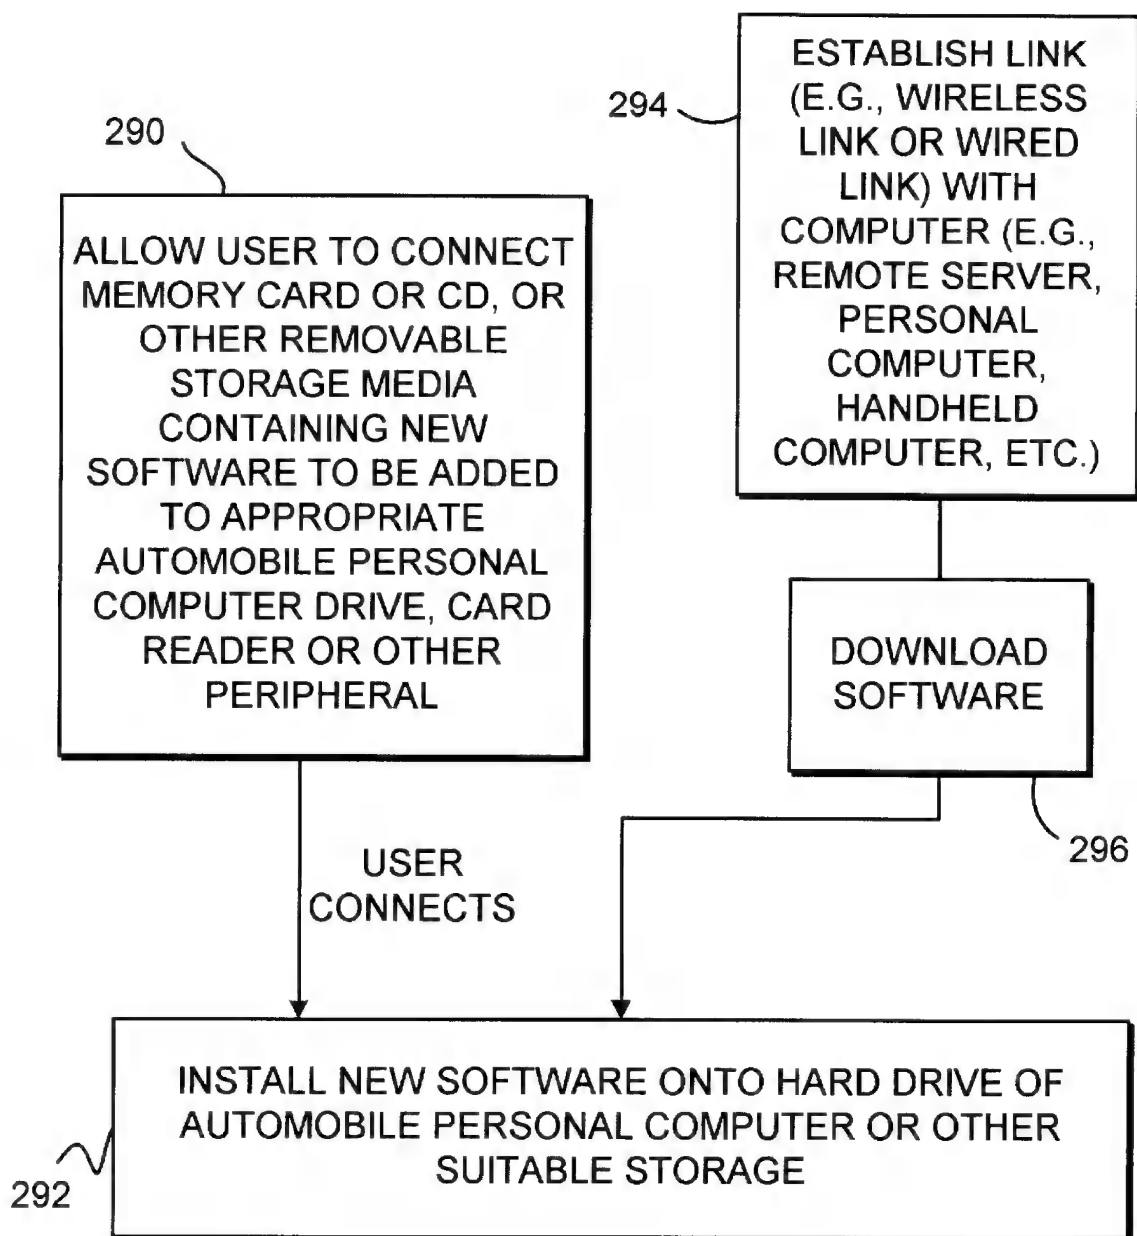 290
ALLOW USER TO CONNECT
MEMORY CARD OR CD, OR
OTHER REMOVABLE
STORAGE MEDIA
CONTAINING NEW
SOFTWARE TO BE ADDED
TO APPROPRIATE
AUTOMOBILE PERSONAL
COMPUTER DRIVE, CARD
READER OR OTHER
PERIPHERAL
294
ESTABLISH LINK
(E.G., WIRELESS
LINK OR WIRED
LINK) WITH
COMPUTER (E.G.,
REMOTE SERVER,
PERSONAL
COMPUTER,
HANDHELD
COMPUTER, ETC.)
DOWNLOAD
SOFTWARE
296
USER
CONNECTS
INSTALL NEW SOFTWARE ONTO HARD DRIVE OF
AUTOMOBILE PERSONAL COMPUTER OR OTHER
SUITABLE STORAGE
292